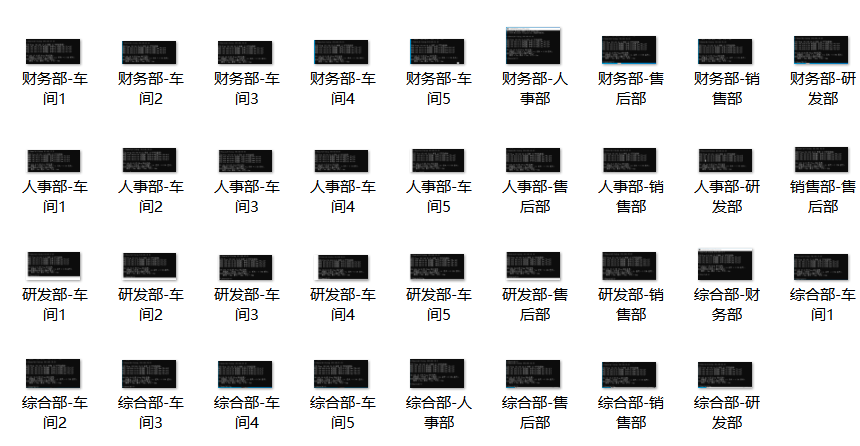 财务部-车间1
财务部-车间2
财务部-车间3
财务部-车间4
财务部-车间5
财务部-人事部
财务部-售后部
财务部-销售部
财务部-研发部
人事部-车间1
人事部-车间2
人事部-车间3
人事部-车间4
人事部-车间5
人事部-售后部
人事部-销售部
人事部-研发部
销售部-售后部
研发部-车间1
研发部-车间2
研发部-车间3
研发部-车间4
研发部-车间5
研发部-售后部
研发部-销售部
综合部-财务部
综合部-车间1
综合部-车间2
综合部-车间3
综合部-车间4
综合部-车间5
综合部-人事部
综合部-售后部
综合部-销售部
综合部-研发部